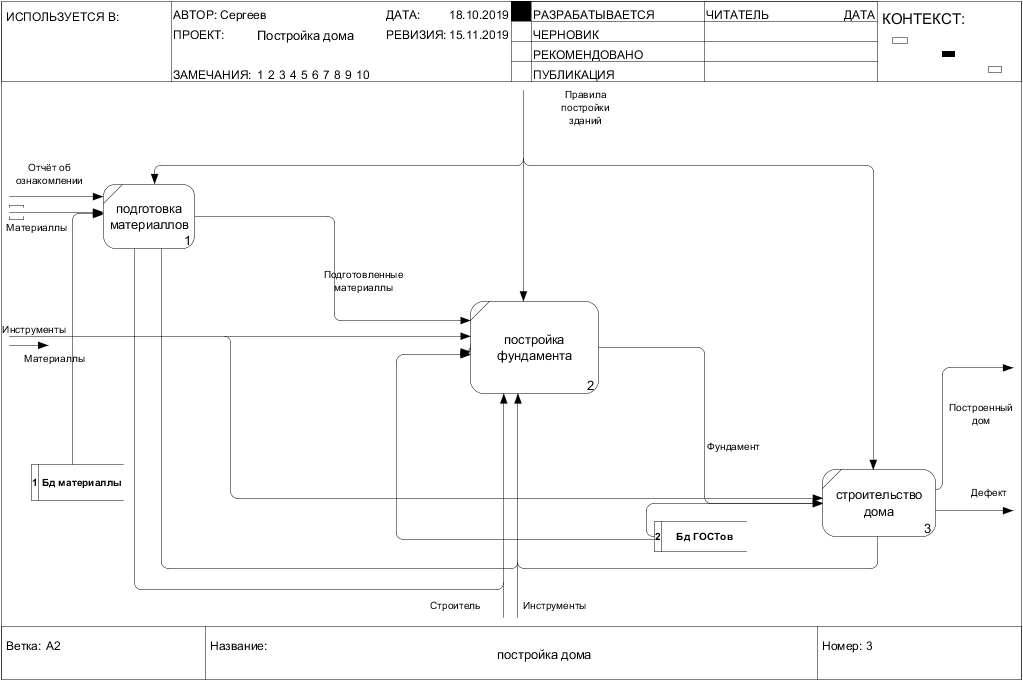 ИСПОЛЬЗУЕТСЯ В:
АВТОР: Сергеев
ДАТА: 18.10.2019
ПРОЕКТ: Постройка дома
РЕВИЗИЯ: 15.11.2019
ЗАМЕЧАНИЯ: 1 2 3 4 5 6 7 8 9 10
РАЗРАБАТЫВАЕТСЯ
ЧЕРНОВИК
РЕКОМЕНДОВАНО
ПУБЛИКАЦИЯ
ЧИТАТЕЛЬ ДАТА
КОНТЕКСТ:
Правила
постройки
зданий
Отчёт об
ознакомлении
Материаллы
подготовка
материаллов
1
Подготовленные
материаллы
Инструменты
Материаллы
постройка
фундамента
2
Построенный
дом
Фундамент
1 Бд материаллы
строительство
дома
3
Дефект
2 Бд ГОСТов
Строитель
Инструменты
Ветка: A2
Название:
постройка дома
Номер: 3